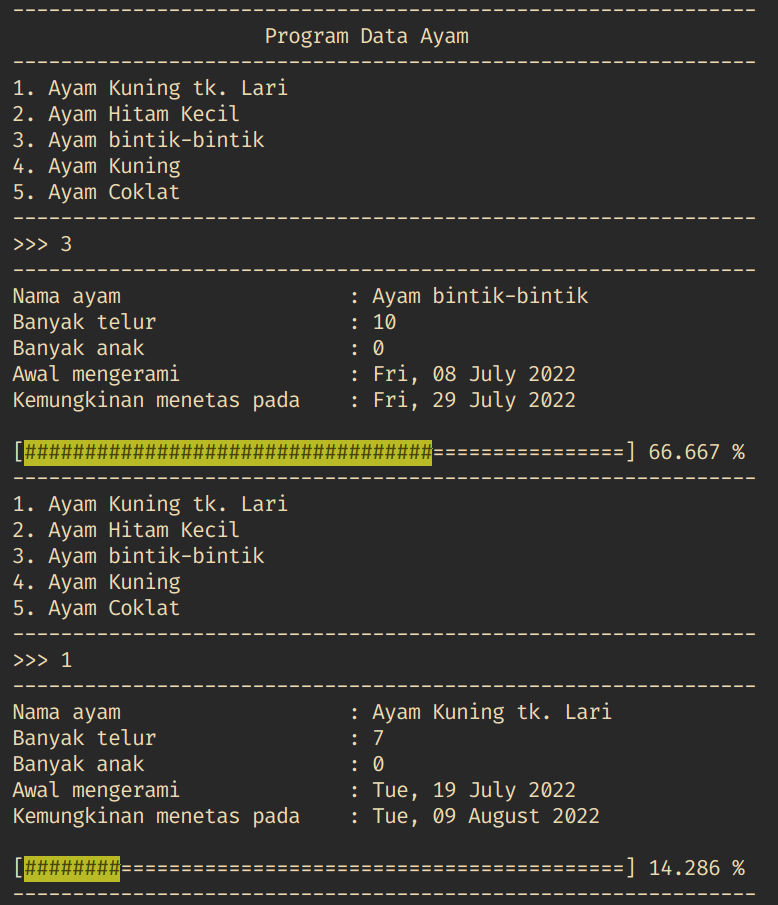 --------------------------------------------------------------
Program Data Ayam
--------------------------------------------------------------
1. Ayam Kuning tk. Lari
2. Ayam Hitam Kecil
3. Ayam bintik-bintik
4. Ayam Kuning
5. Ayam Coklat
--------------------------------------------------------------
>>> 3
--------------------------------------------------------------
Nama ayam : Ayam bintik-bintik
Banyak telur : 10
Banyak anak : 0
Awal mengerami : Fri, 08 July 2022
Kemungkinan menetas pada : Fri, 29 July 2022
[##################################================] 66.667 %
--------------------------------------------------------------
1. Ayam Kuning tk. Lari
2. Ayam Hitam Kecil
3. Ayam bintik-bintik
4. Ayam Kuning
5. Ayam Coklat
--------------------------------------------------------------
>>> 1
--------------------------------------------------------------
Nama ayam : Ayam Kuning tk. Lari
Banyak telur : 7
Banyak anak : 0
Awal mengerami : Tue, 19 July 2022
Kemungkinan menetas pada : Tue, 09 August 2022
[########==========================================] 14.286 %
--------------------------------------------------------------